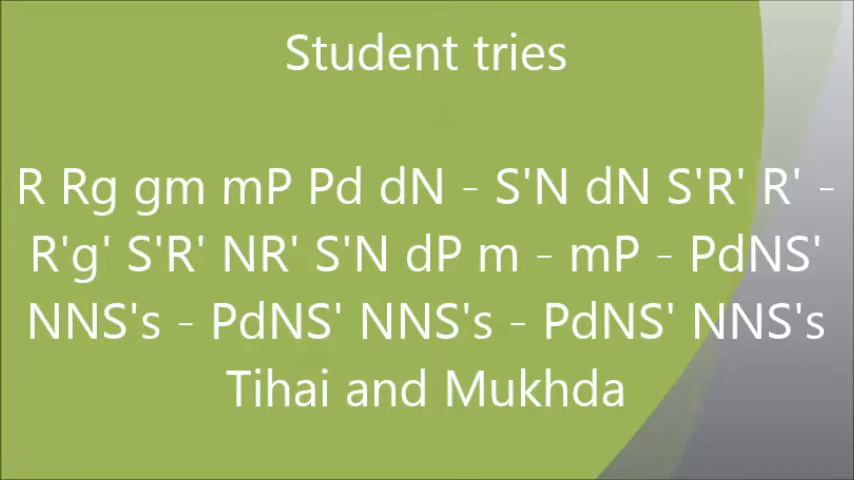 Student tries
R Rg gm mP Pd dN - S'N dN S'R' R' -
R'g' S'R' NR' S'N dP m - mP - PdNS'
NNS's - PdNS' NNS's - PdNS' NNS's
Tihai and Mukhda